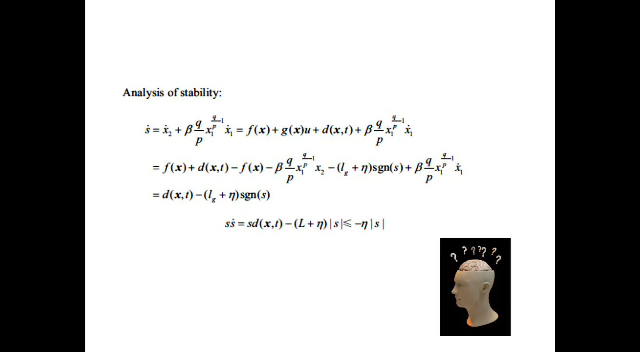 Analysis of stability:
ṡ = ẋ₂ + β (q/p) x₁^(q/p −1) ẋ₁ = f(x) + g(x)u + d(x,t) + β (q/p) x₁^(q/p −1) ẋ₁
= f(x) + d(x,t) − f(x) − β (q/p) x₁^(q/p −1) x₂ − (l_g + η)sgn(s) + β (q/p) x₁^(q/p −1) ẋ₁
= d(x,t) − (l_g + η)sgn(s)
sṡ = sd(x,t) − (L + η) | s | ≤ −η | s |
? ? ? ? ? ?